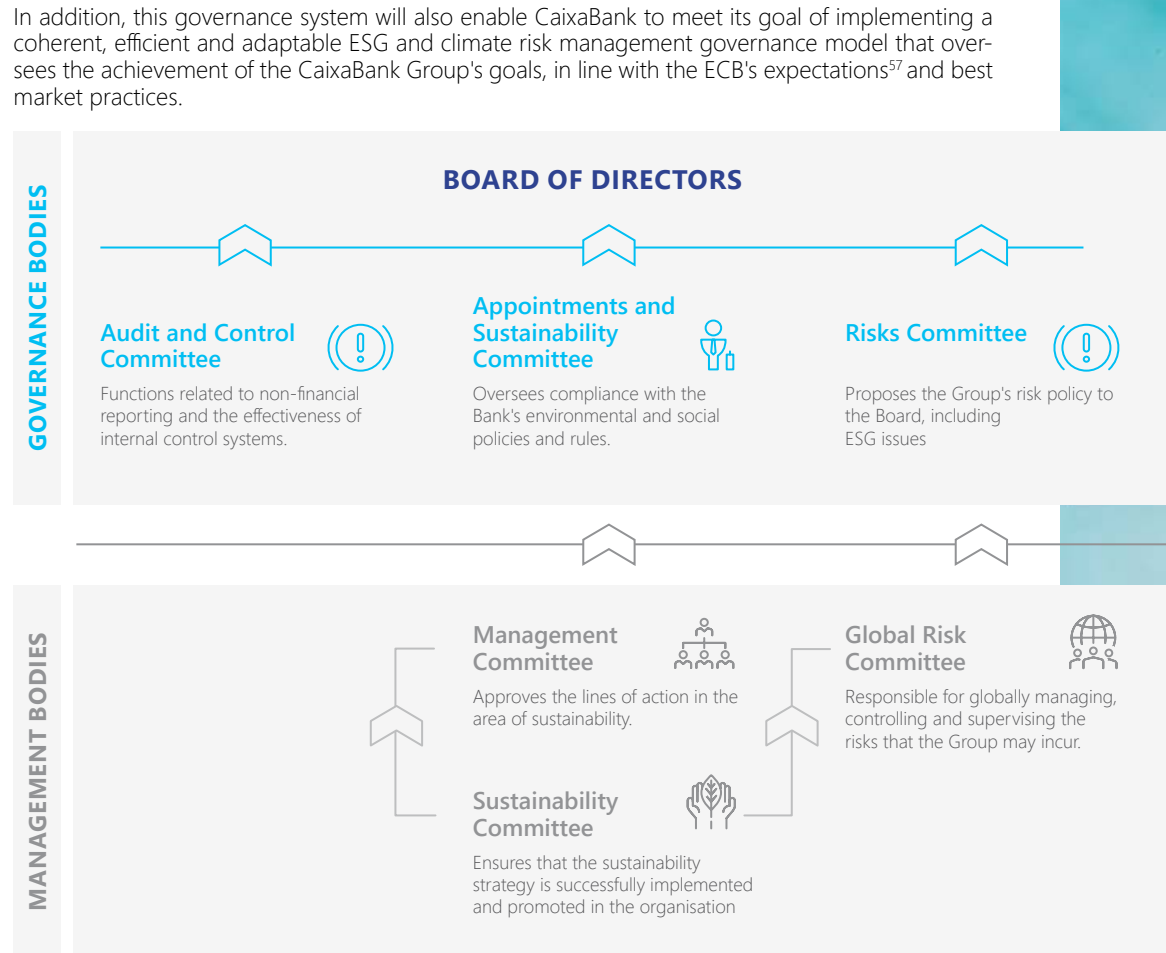 In addition, this governance system will also enable CaixaBank to meet its goal of implementing a
coherent, efficient and adaptable ESG and climate risk management governance model that over-
sees the achievement of the CaixaBank Group's goals, in line with the ECB's expectations57 and best
market practices.
GOVERNANCE BODIES
BOARD OF DIRECTORS
Audit and Control
Committee
Functions related to non-financial
reporting and the effectiveness of
internal control systems.
Appointments and
Sustainability
Committee
Oversees compliance with the
Bank's environmental and social
policies and rules.
Risks Committee
Proposes the Group's risk policy to
the Board, including
ESG issues
MANAGEMENT BODIES
Management
Committee
Approves the lines of action in the
area of sustainability.
Global Risk
Committee
Responsible for globally managing,
controlling and supervising the
risks that the Group may incur.
Sustainability
Committee
Ensures that the sustainability
strategy is successfully implemented
and promoted in the organisation